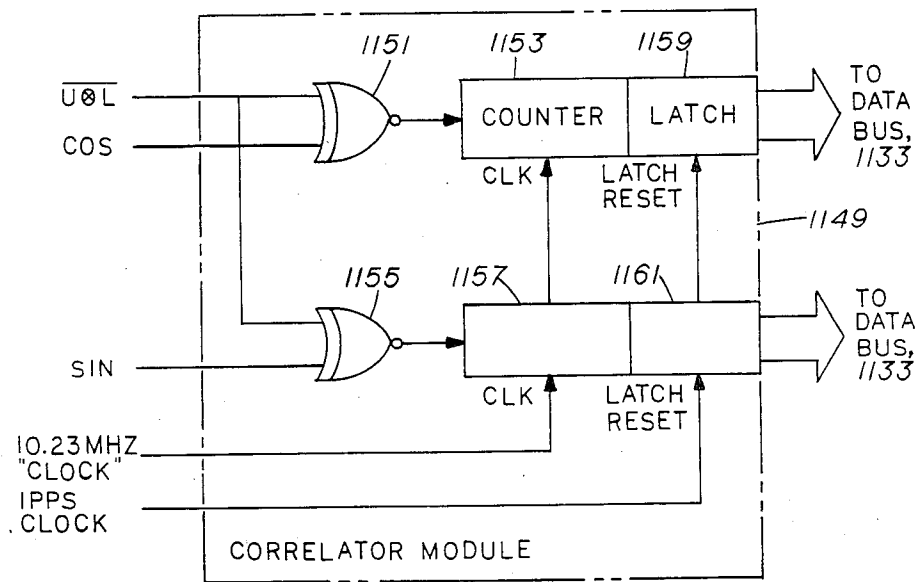 1151
1153
1159
U⊗L
COS
COUNTER
LATCH
TO
DATA
BUS,
1133
CLK
LATCH
RESET
1149
1155
1157
1161
SIN
TO
DATA
BUS,
1133
CLK
LATCH
RESET
10.23MHZ
"CLOCK"
1PPS
CLOCK
CORRELATOR MODULE